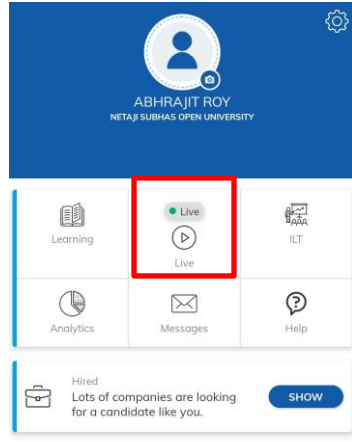 ABHRAJIT ROY
NETAJI SUBHAS OPEN UNIVERSITY
Live
Learning
Live
ILT
Analytics
Messages
Help
Hired
Lots of companies are looking
for a candidate like you.
SHOW